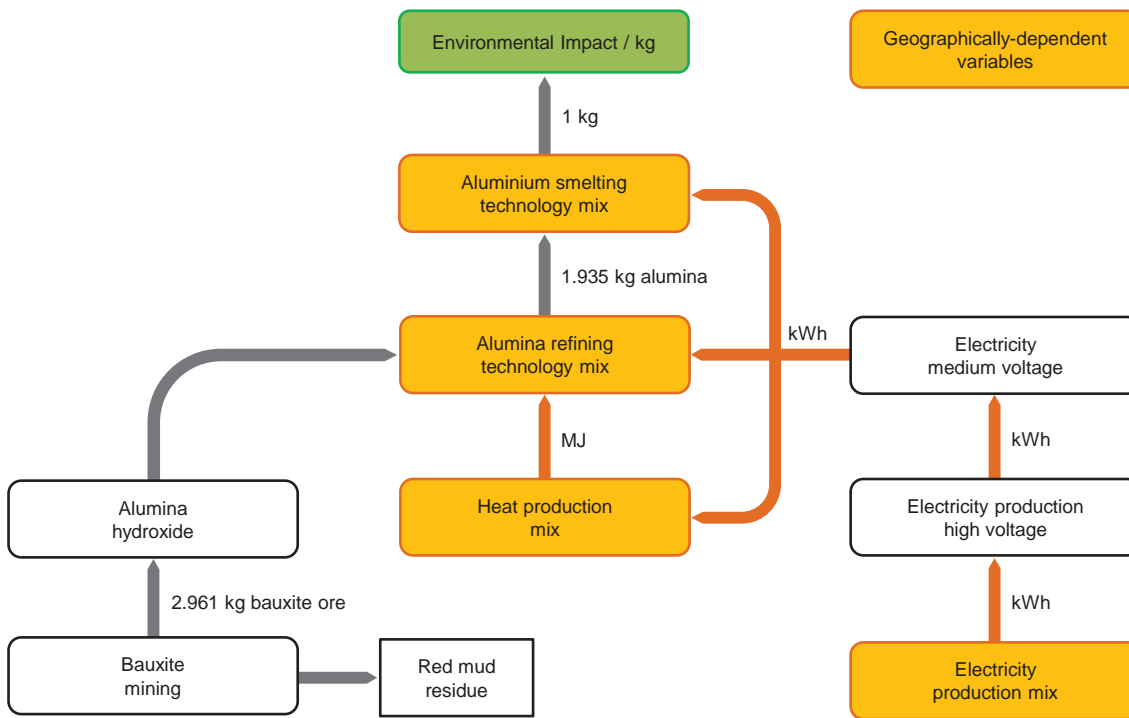 Environmental Impact / kg
Geographically-dependent
variables
1 kg
Aluminium smelting
technology mix
1.935 kg alumina
Alumina refining
technology mix
kWh
Electricity
medium voltage
MJ
kWh
Alumina
hydroxide
Heat production
mix
Electricity production
high voltage
2.961 kg bauxite ore
kWh
Bauxite
mining
Red mud
residue
Electricity
production mix